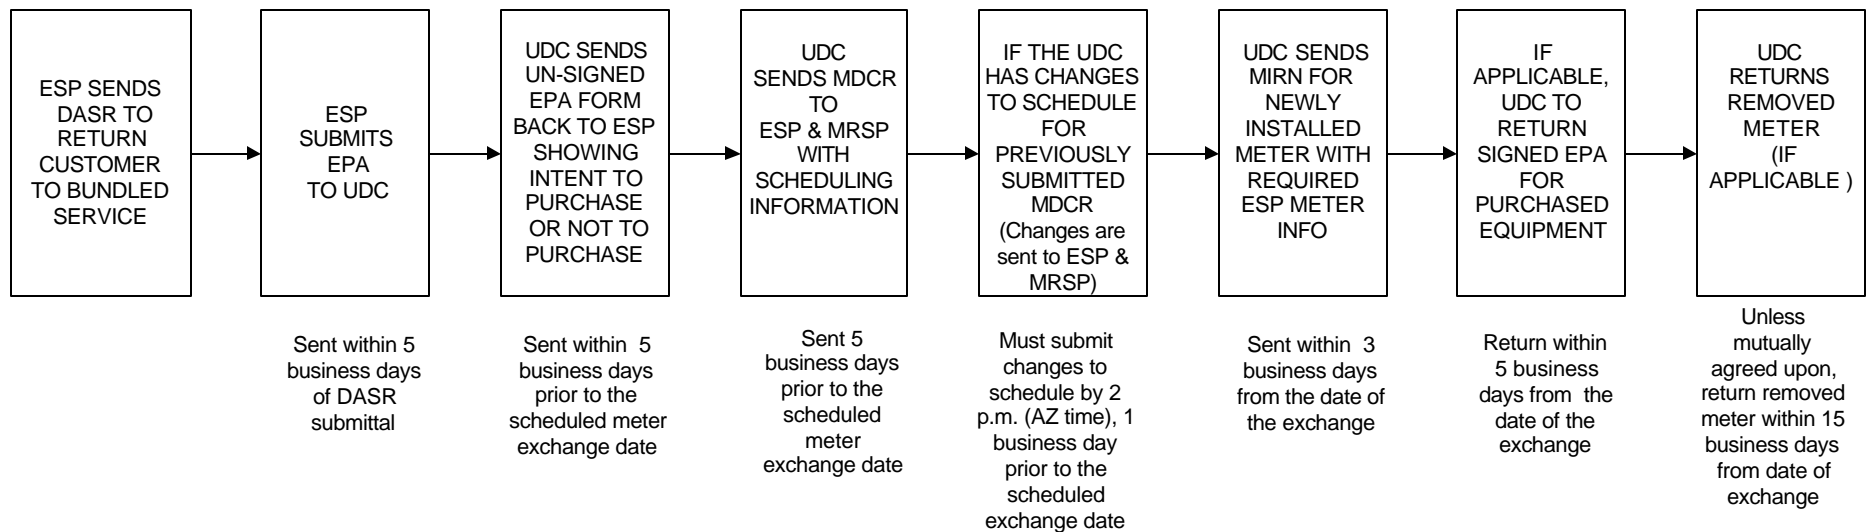 ESP SENDS
DASR TO
RETURN
CUSTOMER
TO BUNDLED
SERVICE
ESP
SUBMITS
EPA
TO UDC
UDC SENDS
UN-SIGNED
EPA FORM
BACK TO ESP
SHOWING
INTENT TO
PURCHASE
OR NOT TO
PURCHASE
UDC
SENDS MDCR
TO
ESP & MRSP
WITH
SCHEDULING
INFORMATION
IF THE UDC
HAS CHANGES
TO SCHEDULE
FOR
PREVIOUSLY
SUBMITTED
MDCR
(Changes are
sent to ESP &
MRSP)
UDC SENDS
MIRN FOR
NEWLY
INSTALLED
METER WITH
REQUIRED
ESP METER
INFO
IF
APPLICABLE,
UDC TO
RETURN
SIGNED EPA
FOR
PURCHASED
EQUIPMENT
UDC
RETURNS
REMOVED
METER
(IF
APPLICABLE )
Sent within 5
business days
of DASR
submittal
Sent within 5
business days
prior to the
scheduled meter
exchange date
Sent 5
business days
prior to the
scheduled
meter
exchange date
Must submit
changes to
schedule by 2
p.m. (AZ time), 1
business day
prior to the
scheduled
exchange date
Sent within 3
business days
from the date of
the exchange
Return within
5 business
days from the
date of the
exchange
Unless
mutually
agreed upon,
return removed
meter within 15
business days
from date of
exchange